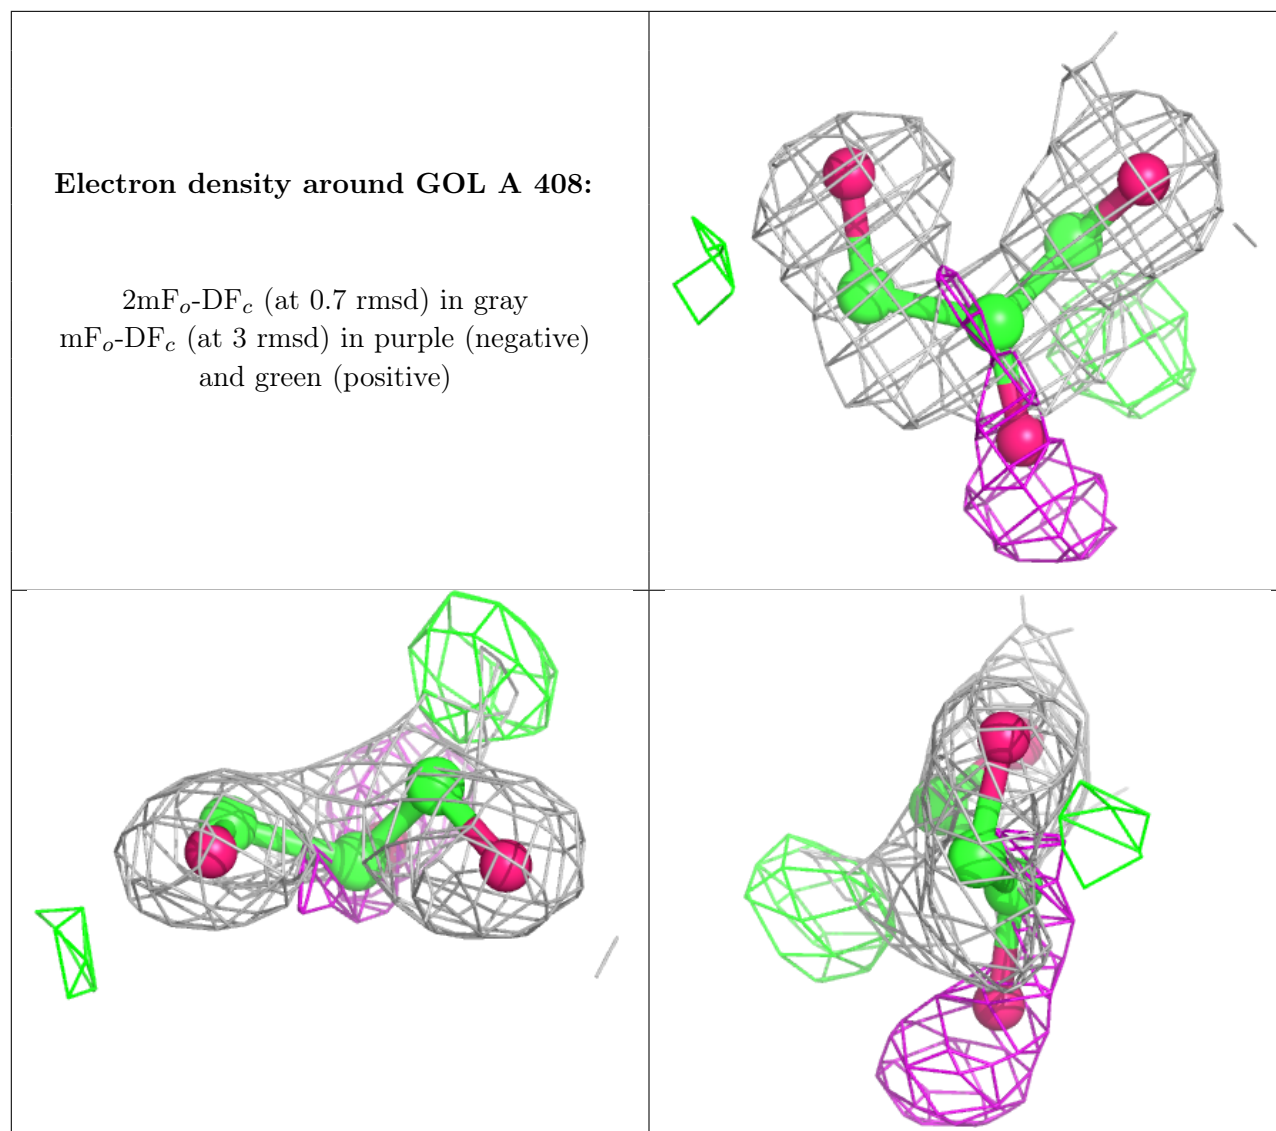 Electron density around GOL A 408:
2mFo-DFc (at 0.7 rmsd) in gray
mFo-DFc (at 3 rmsd) in purple (negative)
and green (positive)